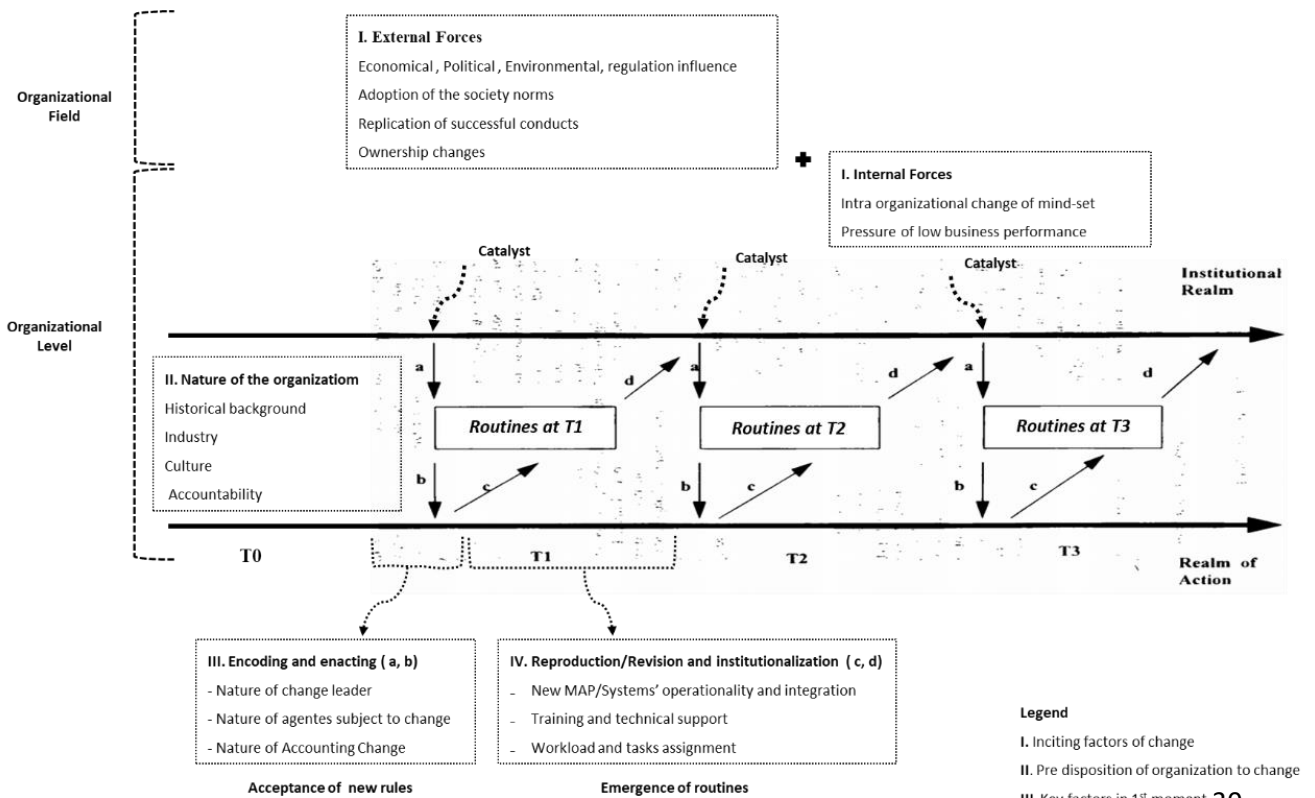 I. External Forces
Economical , Political , Environmental, regulation influence
Adoption of the society norms
Replication of successful conducts
Ownership changes
Organizational
Field
I. Internal Forces
Intra organizational change of mind-set
Pressure of low business performance
Catalyst
Catalyst
Catalyst
Institutional
Realm
Organizational
Level
II. Nature of the organizatiom
Historical background
Industry
Culture
Accountability
a
d
a
d
a
d
Routines at T1
Routines at T2
Routines at T3
b
c
b
c
b
c
T0
T1
T2
T3
Realm of
Action
III. Encoding and enacting ( a, b)
- Nature of change leader
- Nature of agentes subject to change
- Nature of Accounting Change
Acceptance of new rules
IV. Reproduction/Revision and institutionalization ( c, d)
- New MAP/Systems' operationality and integration
- Training and technical support
- Workload and tasks assignment
Emergence of routines
Legend
I. Inciting factors of change
II. Pre disposition of organization to change
III. Key factors in 1st moment